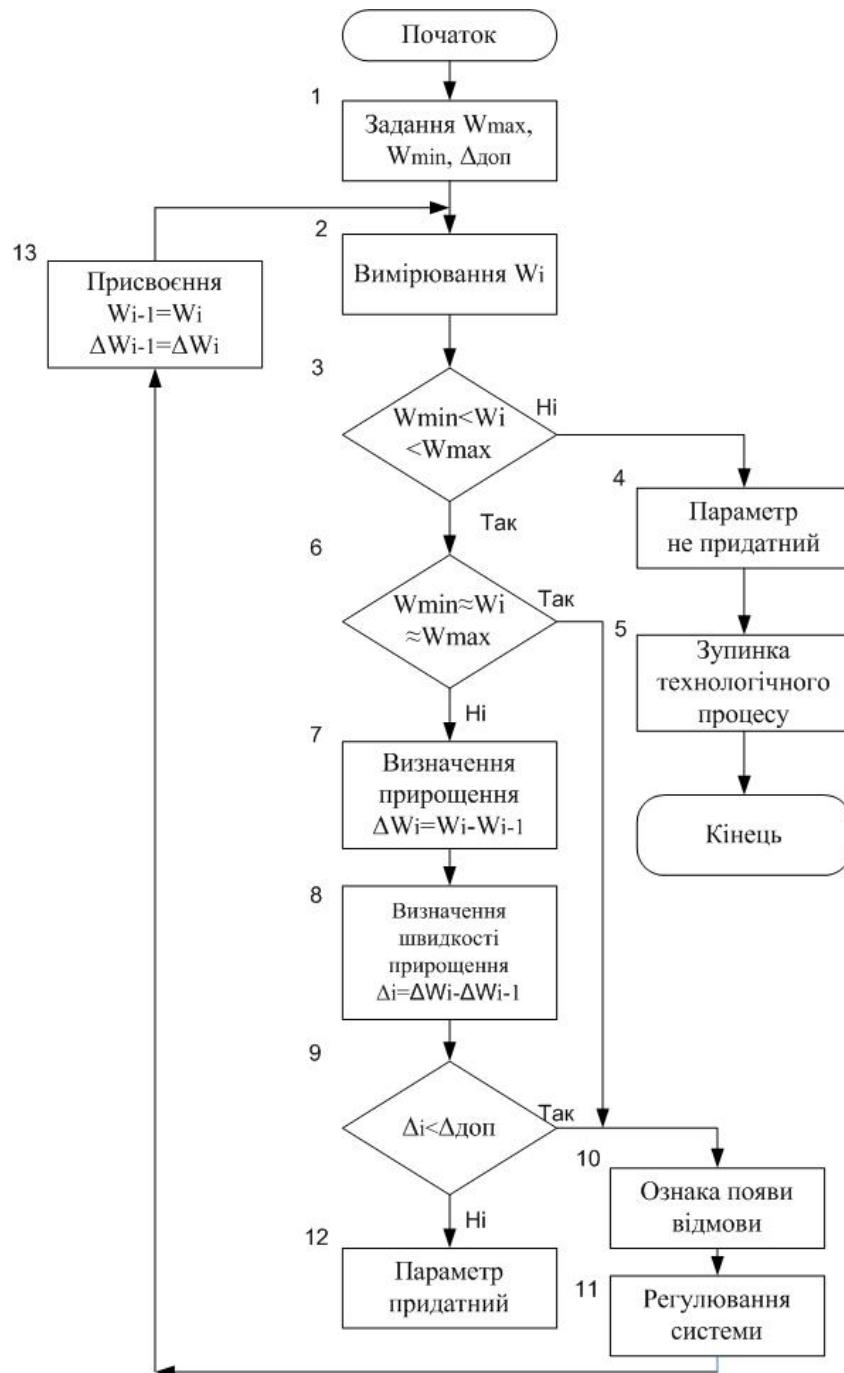 Початок
1
Задання Wmax,
Wmin, Δдоп
2
Вимірювання Wi
13
Присвоєння
Wi-1=Wi
ΔWi-1=ΔWi
3
Wmin<Wi
<Wmax
Ні
Так
4
Параметр
не придатний
6
Wmin≈Wi
≈Wmax
Так
Ні
5
Зупинка
технологічного
процесу
7
Визначення
прирощення
ΔWi=Wi-Wi-1
Кінець
8
Визначення
швидкості
прирощення
Δi=ΔWi-ΔWi-1
9
Δi<Δдоп
Так
Ні
10
Ознака появи
відмови
12
Параметр
придатний
11
Регулювання
системи